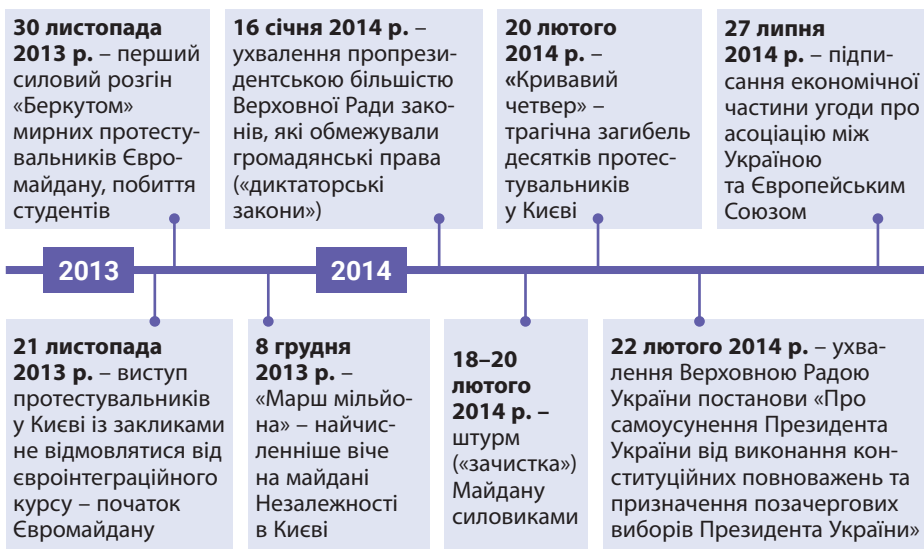 30 листопада
2013 р. – перший
силовий розгін
«Беркутом»
мирних протесту-
вальників Євро-
майдану, побиття
студентів
16 січня 2014 р. –
ухвалення пропрези-
дентською більшістю
Верховної Ради зако-
нів, які обмежували
громадянські права
(«диктаторські
закони»)
20 лютого
2014 р. –
«Кривавий
четвер» –
трагічна загибель
десятків протес-
тувальників
у Києві
27 липня
2014 р. – підпи-
сання економічної
частини угоди про
асоціацію між
Україною
та Європейським
Союзом
2013
2014
21 листопада
2013 р. – виступ
протестувальників
у Києві із закликами
не відмовлятися від
євроінтеграційного
курсу – початок
Євромайдану
8 грудня
2013 р. –
«Марш мільйо-
на» – найчис-
ленніше віче
на майдані
Незалежності
в Києві
18–20
лютого
2014 р. –
штурм
(«зачистка»)
Майдану
силовиками
22 лютого 2014 р. – ухва-
лення Верховною Радою
України постанови «Про
самоусунення Президента
України від виконання кон-
ституційних повноважень та
призначення позачергових
виборів Президента України»